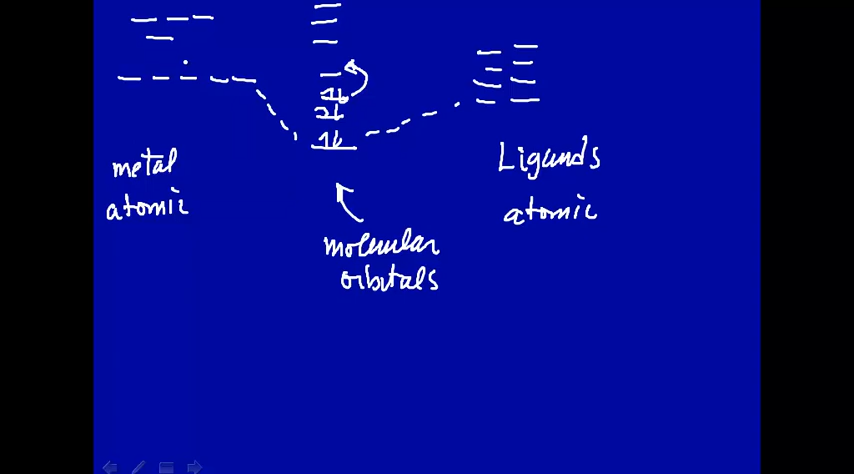 metal
atomic
molecular
orbitals
Ligands
atomic